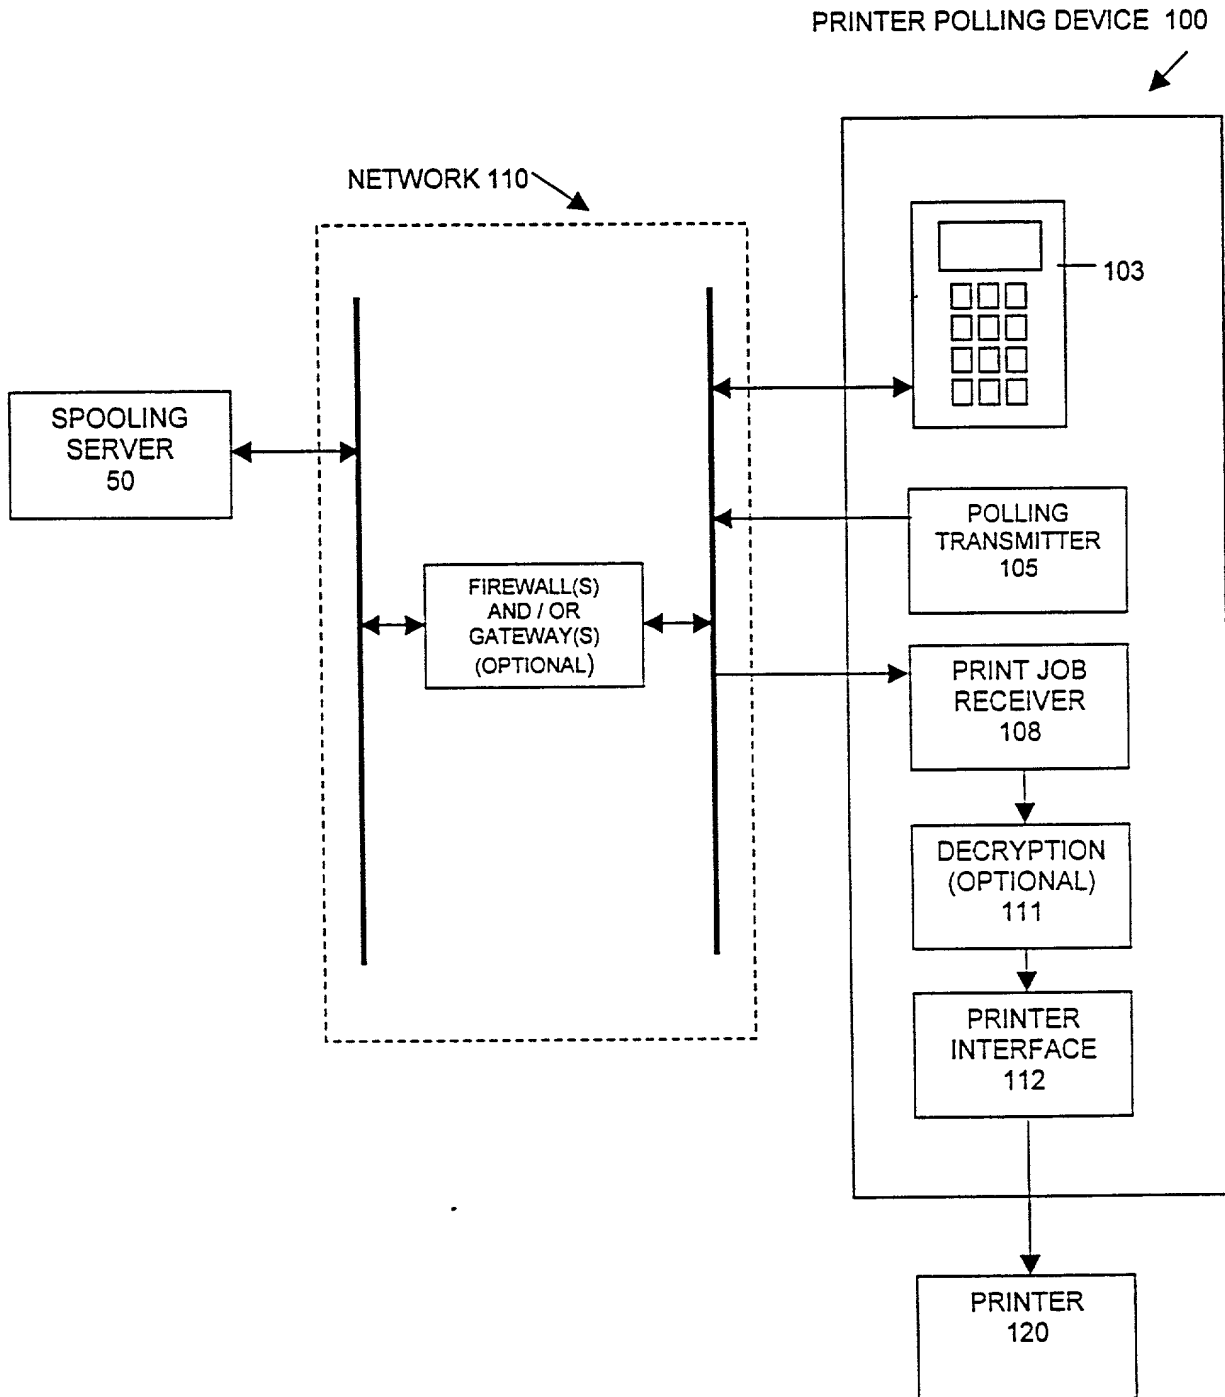 PRINTER POLLING DEVICE 100
NETWORK 110
103
SPOOLING
SERVER
50
POLLING
TRANSMITTER
105
FIREWALL(S)
AND / OR
GATEWAY(S)
(OPTIONAL)
PRINT JOB
RECEIVER
108
DECRYPTION
(OPTIONAL)
111
PRINTER
INTERFACE
112
PRINTER
120